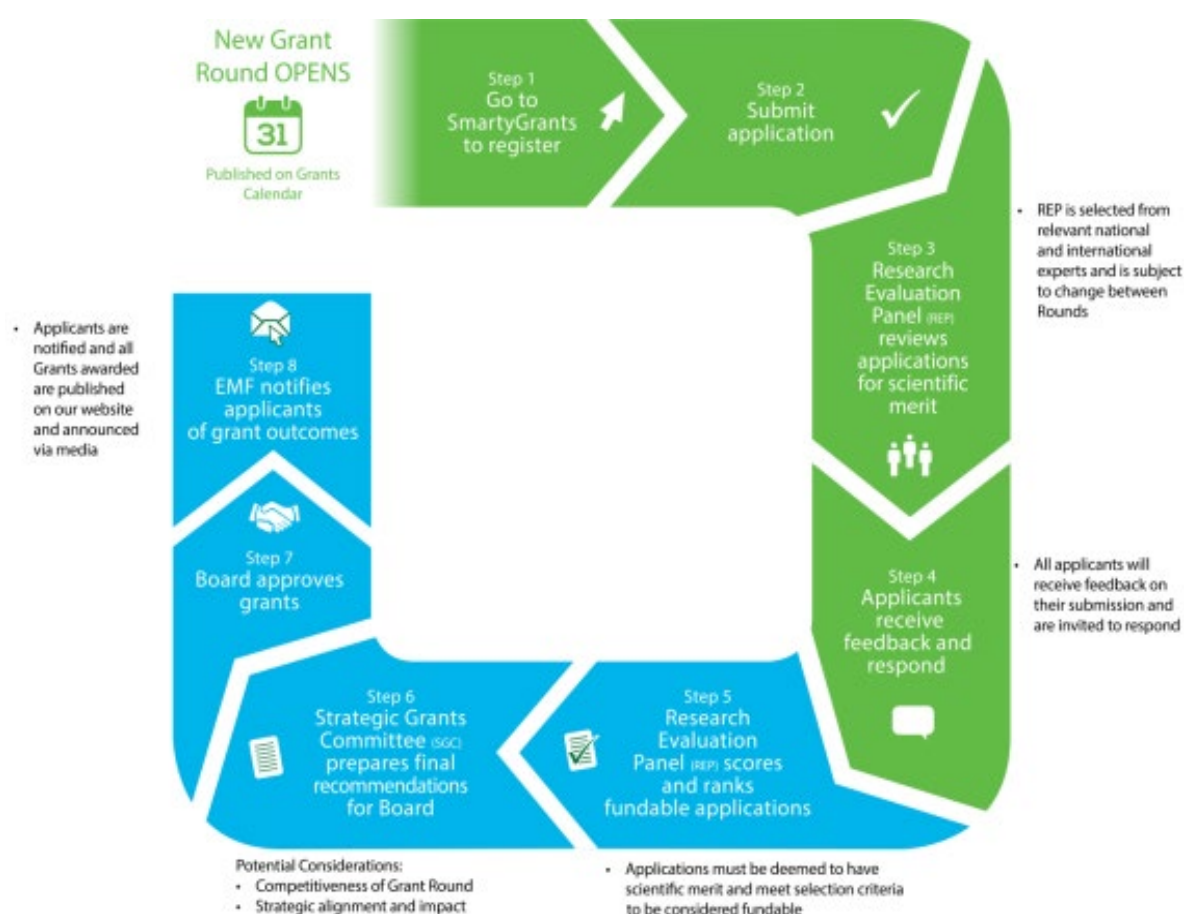 New Grant
Round OPENS
31
Published on Grants
Calendar
Step 1
Go to
SmartyGrants
to register
Step 2
Submit
application
Step 3
Research
Evaluation
Panel (REP)
reviews
applications
for scientific
merit
• REP is selected from
relevant national
and international
experts and is subject
to change between
Rounds
Step 4
Applicants
receive
feedback and
respond
• All applicants will
receive feedback on
their submission and
are invited to respond
Step 5
Research
Evaluation
Panel (REP) scores
and ranks
fundable applications
• Applications must be deemed to have
scientific merit and meet selection criteria
to be considered fundable
Step 6
Strategic Grants
Committee (SGC)
prepares final
recommendations
for Board
Potential Considerations:
• Competitiveness of Grant Round
• Strategic alignment and impact
Step 7
Board approves
grants
Step 8
EMF notifies
applicants
of grant outcomes
• Applicants are
notified and all
Grants awarded
are published
on our website
and announced
via media